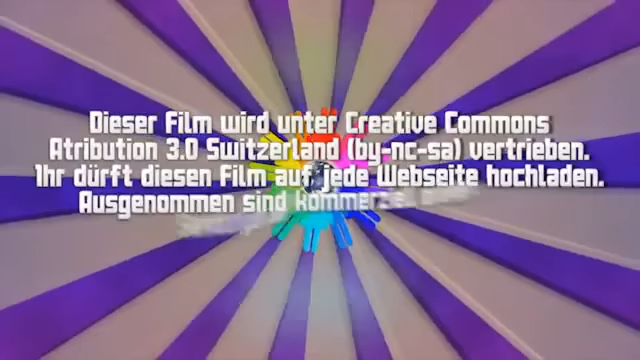 Dieser Film wird unter Creative Commons
Atribution 3.0 Switzerland (by-nc-sa) vertrieben.
Ihr dürft diesen Film auf jede Webseite hochladen.
Ausgenommen sind